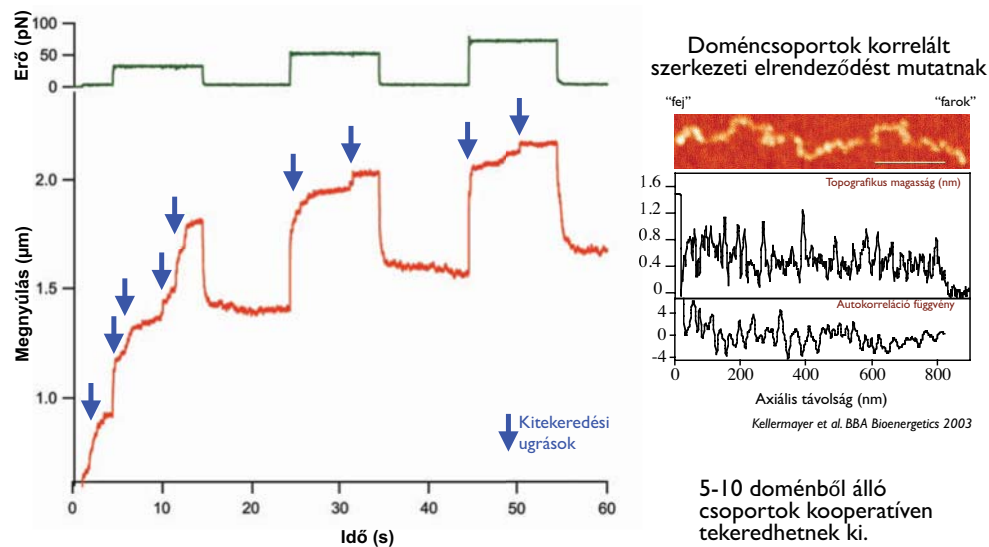 Erő (pN)
100
50
0
Megnyúlás (µm)
2.0
1.5
1.0
0
10
20
30
40
50
60
Idő (s)
Kitekeredési
ugrások
Doméncsoportok korrelált
szerkezeti elrendeződést mutatnak
“fej”
“farok”
Topografikus magasság (nm)
1.6
1.2
0.8
0.4
0
Autokorreláció függvény
4
0
-4
0
200
400
600
800
Axiális távolság (nm)
Kellermayer et al. BBA Bioenergetics 2003
5-10 doménből álló
csoportok kooperatíven
tekeredhetnek ki.